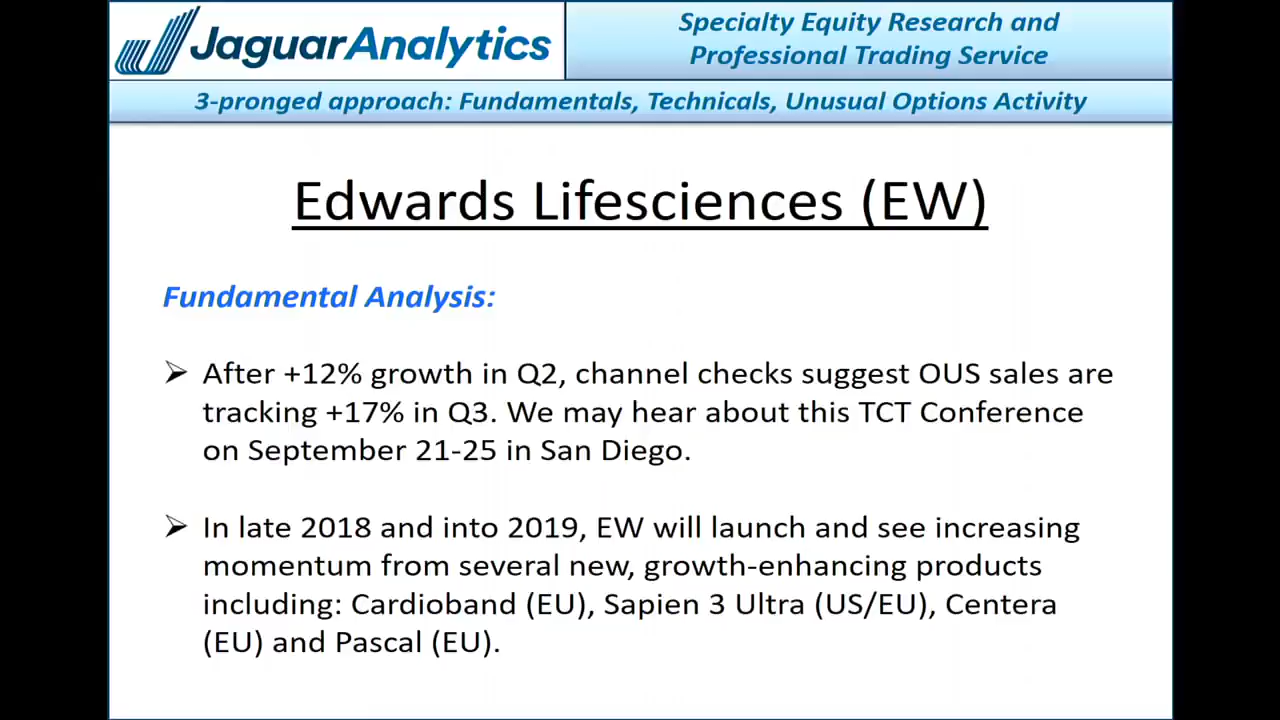 JaguarAnalytics
Specialty Equity Research and
Professional Trading Service
3-pronged approach: Fundamentals, Technicals, Unusual Options Activity
Edwards Lifesciences (EW)
Fundamental Analysis:
➢ After +12% growth in Q2, channel checks suggest OUS sales are
tracking +17% in Q3. We may hear about this TCT Conference
on September 21-25 in San Diego.
➢ In late 2018 and into 2019, EW will launch and see increasing
momentum from several new, growth-enhancing products
including: Cardioband (EU), Sapien 3 Ultra (US/EU), Centera
(EU) and Pascal (EU).